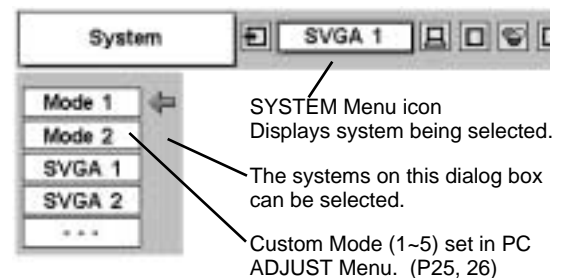 System
SVGA 1
Mode 1
Mode 2
SVGA 1
SVGA 2
- - -
SYSTEM Menu icon
Displays system being selected.
The systems on this dialog box
can be selected.
Custom Mode (1~5) set in PC
ADJUST Menu.  (P25, 26)